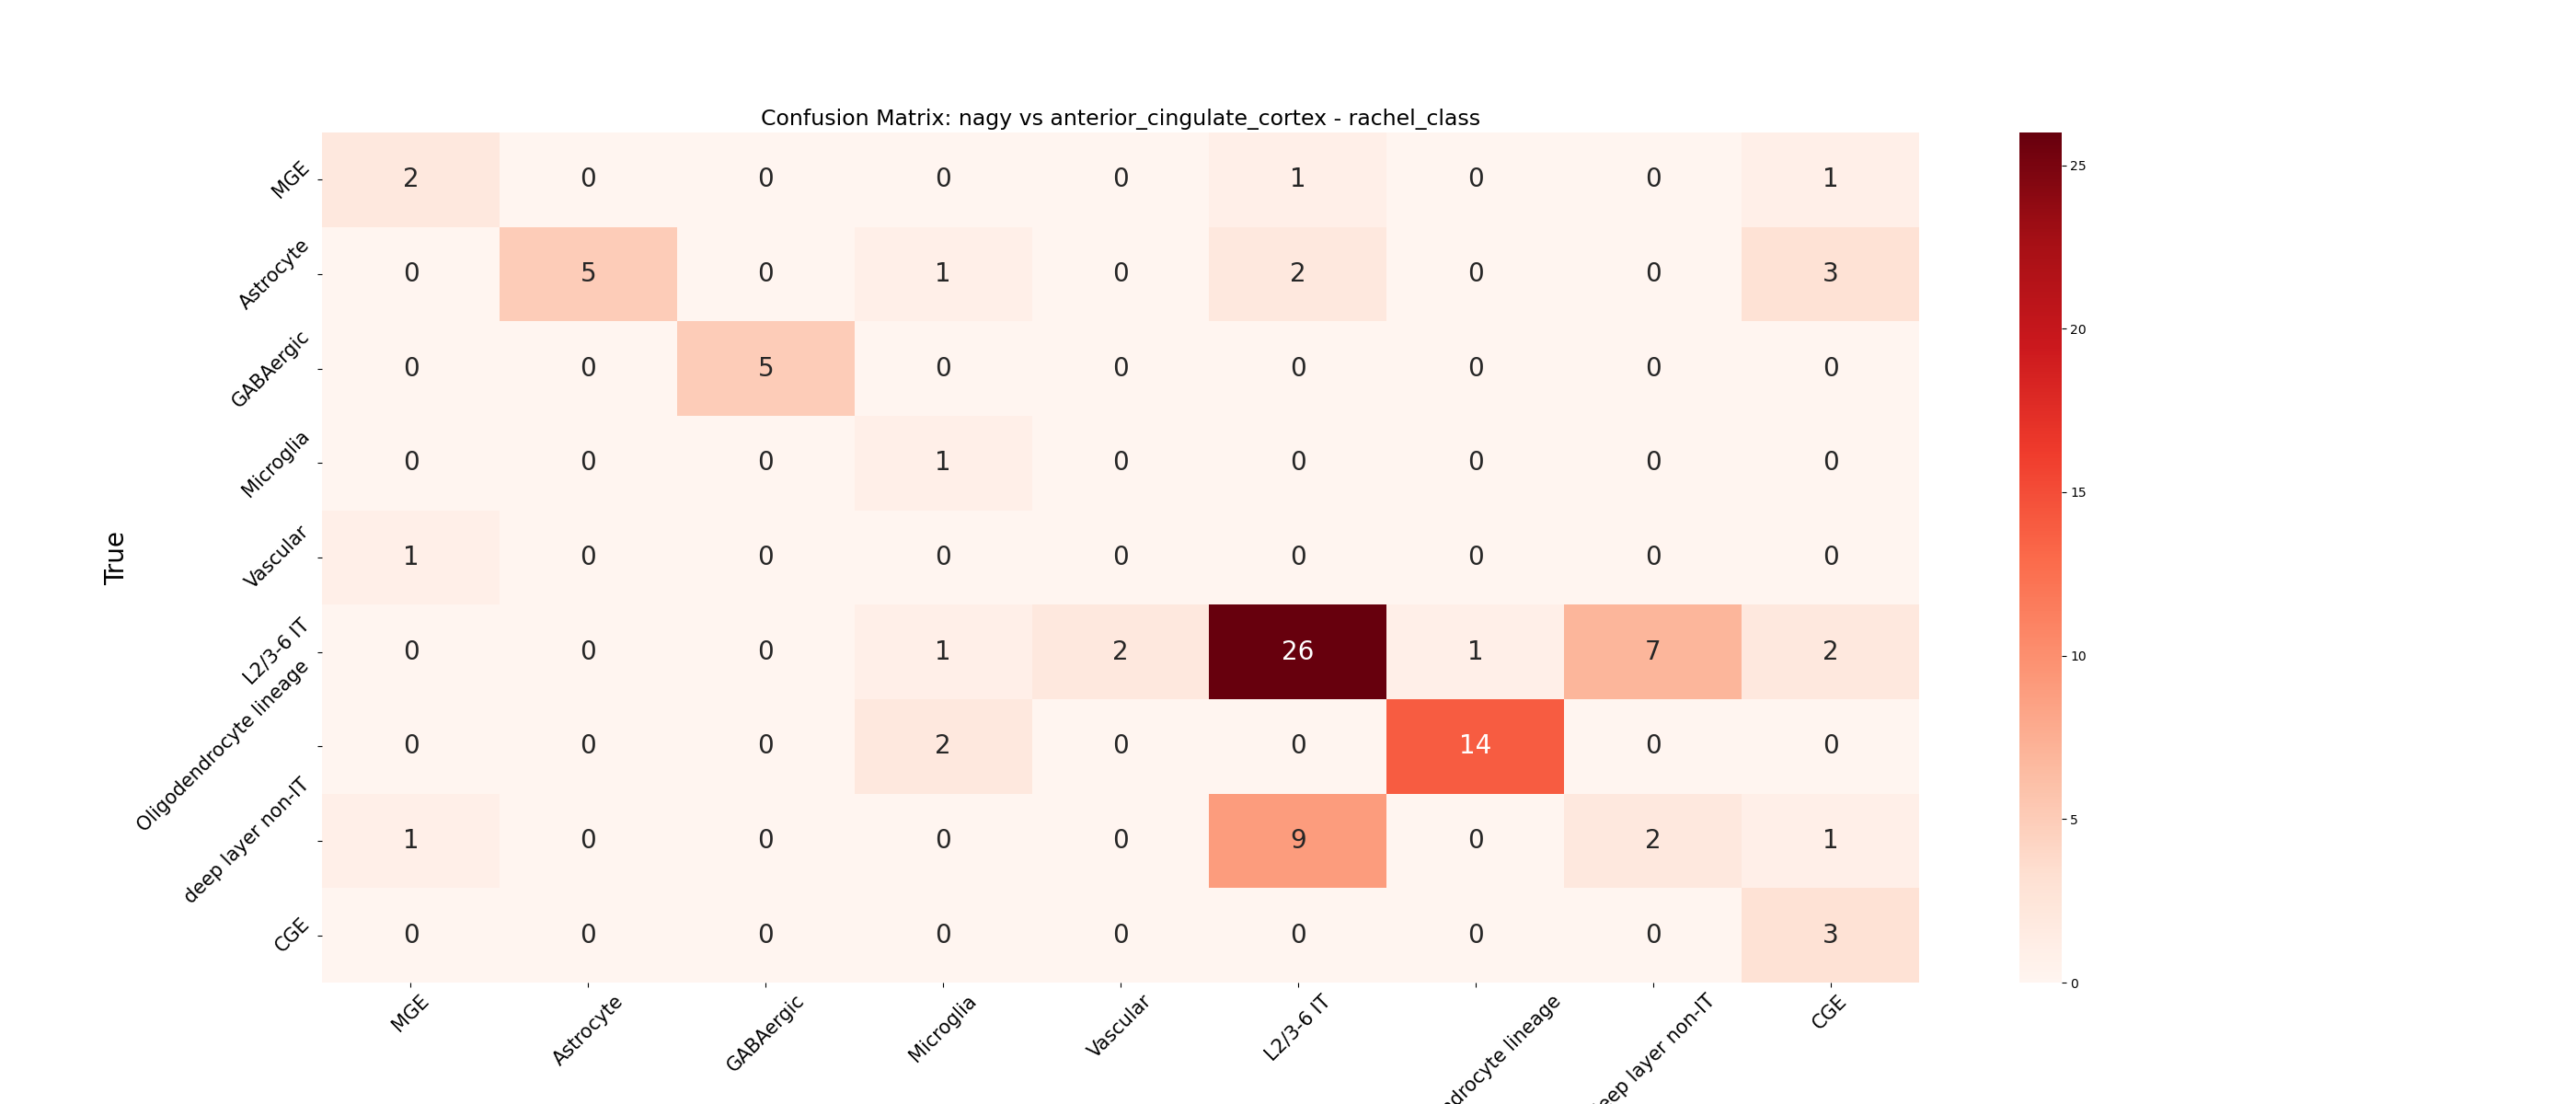 Confusion Matrix: nagy vs anterior_cingulate_cortex - rachel_class
True
MGE 2 0 0 0 0 1 0 0 1
Astrocyte 0 5 0 1 0 2 0 0 3
GABAergic 0 0 5 0 0 0 0 0 0
Microglia 0 0 0 1 0 0 0 0 0
Vascular 1 0 0 0 0 0 0 0 0
L2/3-6 IT 0 0 0 1 2 26 1 7 2
Oligodendrocyte lineage 0 0 0 2 0 0 14 0 0
deep layer non-IT 1 0 0 0 0 9 0 2 1
CGE 0 0 0 0 0 0 0 0 3
MGE Astrocyte GABAergic Microglia Vascular L2/3-6 IT ndrocyte lineage eep layer non-IT CGE
25
20
15
10
5
0